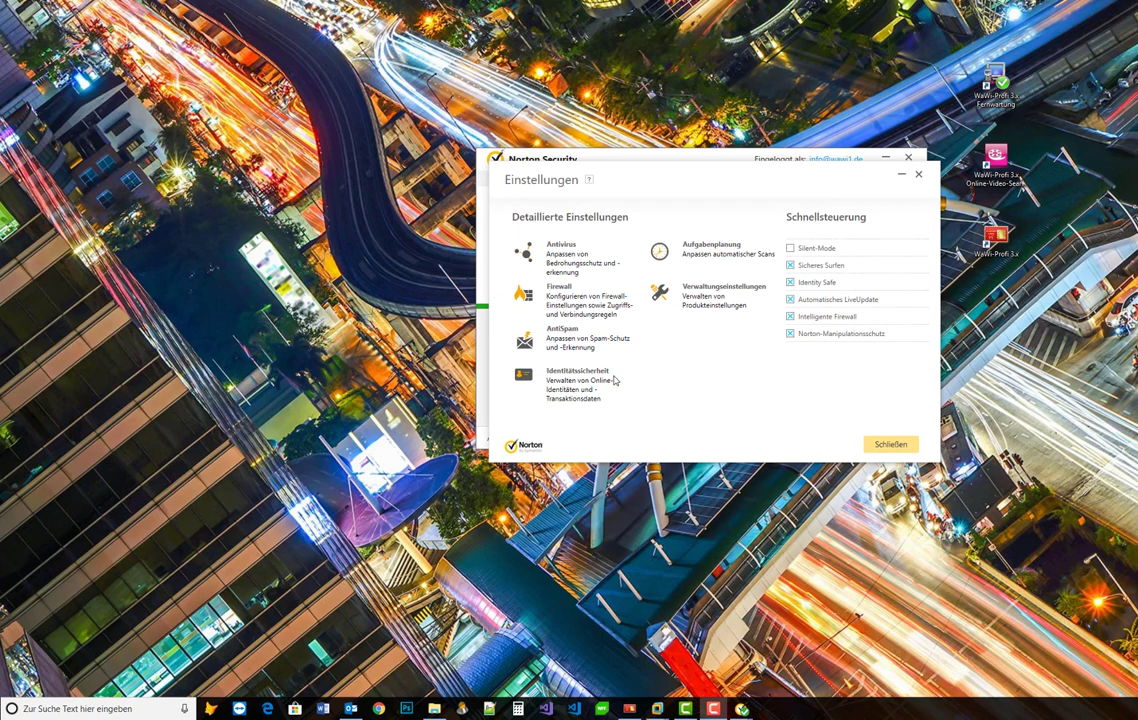 WaWi-Profi 3.x
Fernwartung
WaWi-Profi 3.x
WaWi-Profi 3.x
Norton Security
Eingeloggt als: info@wawi1.de
Einstellungen ?
Detaillierte Einstellungen
Antivirus
Anpassen von
Bedrohungsschutz und -
erkennung
Firewall
Konfigurieren von Firewall-
Einstellungen sowie Zugriffs-
und Verbindungsregeln
AntiSpam
Anpassen von Spam-Schutz
und -Erkennung
Identitätssicherheit
Verwalten von Online-
Identitäten und -
Transaktionsdaten
Aufgabenplanung
Anpassen automatischer Scans
Verwaltungseinstellungen
Verwalten von
Produkteinstellungen
Schnellsteuerung
Silent-Mode
Sicheres Surfen
Identity Safe
Automatisches LiveUpdate
Intelligente Firewall
Norton-Manipulationsschutz
Norton
by Symantec
Schließen
Zur Suche Text hier eingeben